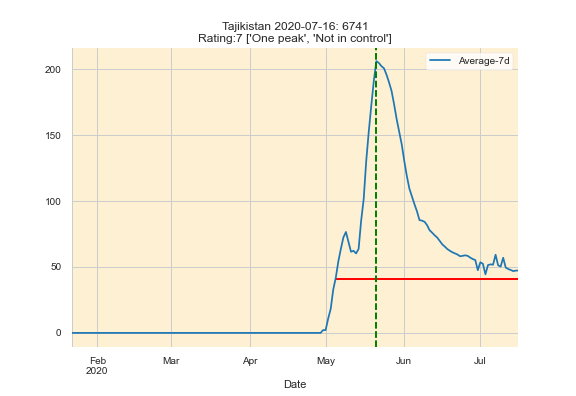 Tajikistan 2020-07-16: 6741
Rating:7 ['One peak', 'Not in control']
Average-7d
200
150
100
50
0
Feb
2020
Mar
Apr
May
Jun
Jul
Date